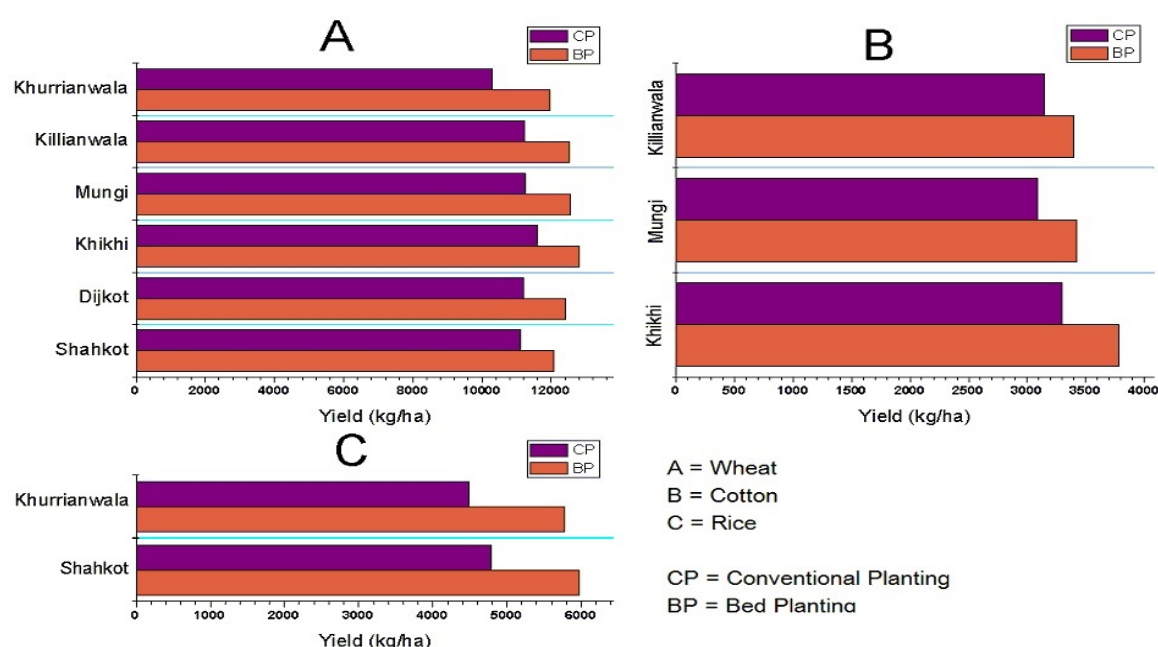 A
CP
BP
Khurrianwala
Killianwala
Mungi
Khikhi
Dijkot
Shahkot
0 2000 4000 6000 8000 10000 12000
Yield (kg/ha)
B
CP
BP
Killianwala
Mungi
Khikhi
0 500 1000 1500 2000 2500 3000 3500 4000
Yield (kg/ha)
C
CP
BP
Khurrianwala
Shahkot
0 1000 2000 3000 4000 5000 6000
Yield (kg/ha)
A = Wheat
B = Cotton
C = Rice
CP = Conventional Planting
BP = Bed Planting